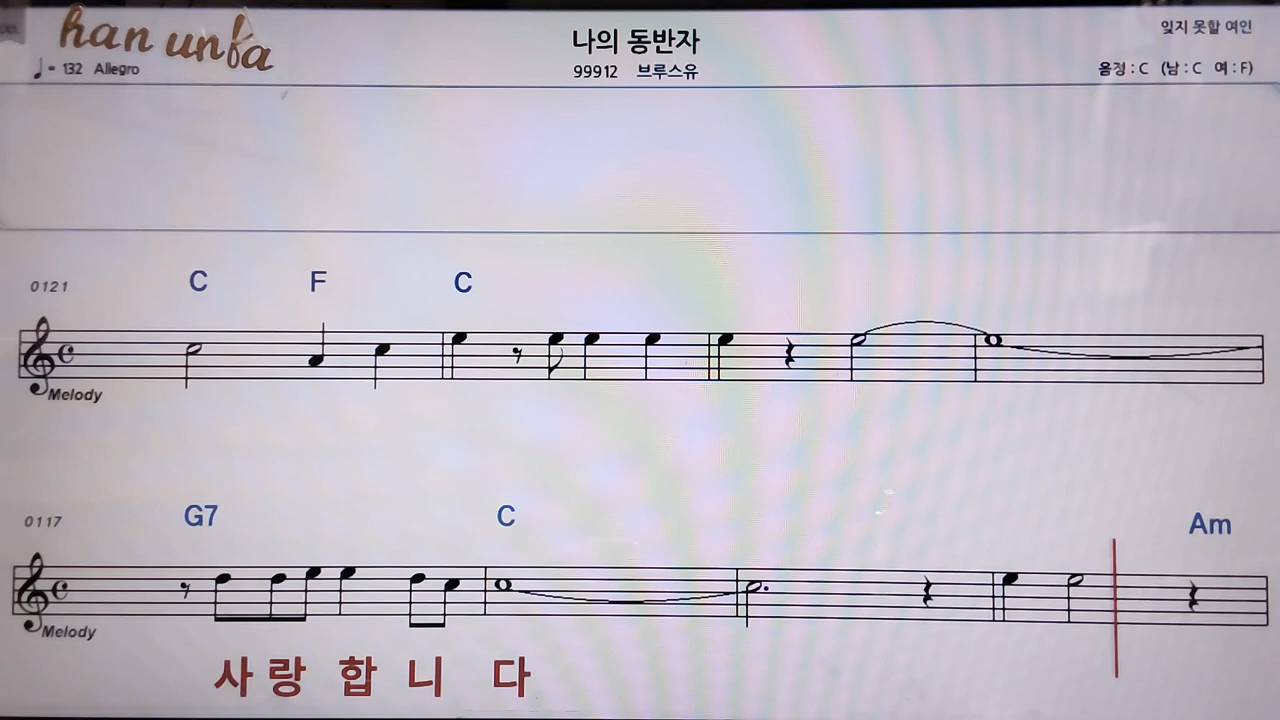 han unfa
나의 동반자
잊지 못할 여인
♩= 132 Allegro
99912 브루스유
음정 : C (남 : C 여 : F)
0121 C F C
Melody
0117 G7 C Am
Melody
사 랑 합 니 다